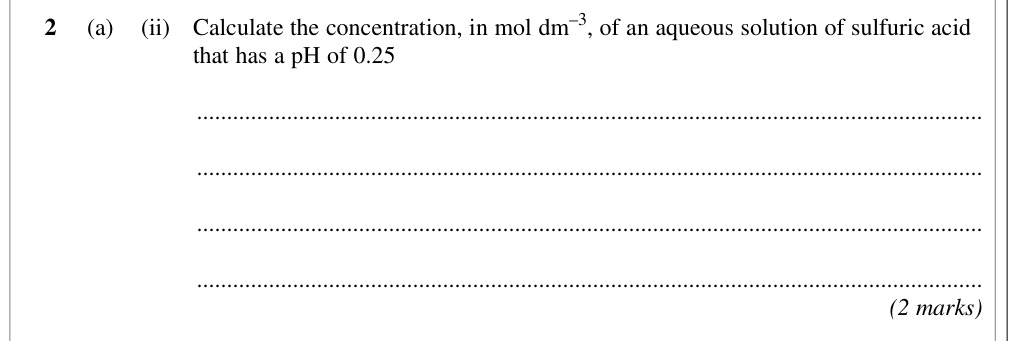 2 (a) (ii) Calculate the concentration, in mol dm⁻³, of an aqueous solution of sulfuric acid
that has a pH of 0.25
(2 marks)